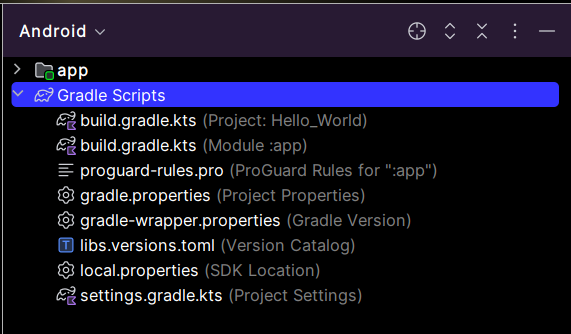 Android
app
Gradle Scripts
build.gradle.kts (Project: Hello_World)
build.gradle.kts (Module :app)
proguard-rules.pro (ProGuard Rules for ":app")
gradle.properties (Project Properties)
gradle-wrapper.properties (Gradle Version)
libs.versions.toml (Version Catalog)
local.properties (SDK Location)
settings.gradle.kts (Project Settings)